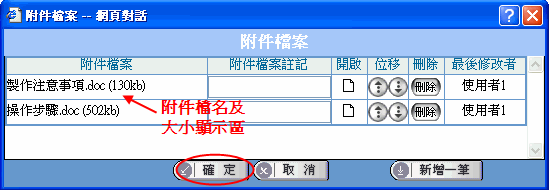 附件檔案 -- 網頁對話
附件檔案
附件檔案 附件檔案註記 開啟 位移 刪除 最後修改者
製作注意事項.doc (130kb) 刪除 使用者1
操作步驟.doc (502kb) 刪除 使用者1
附件檔名及
大小顯示區
確 定 取 消 新增一筆